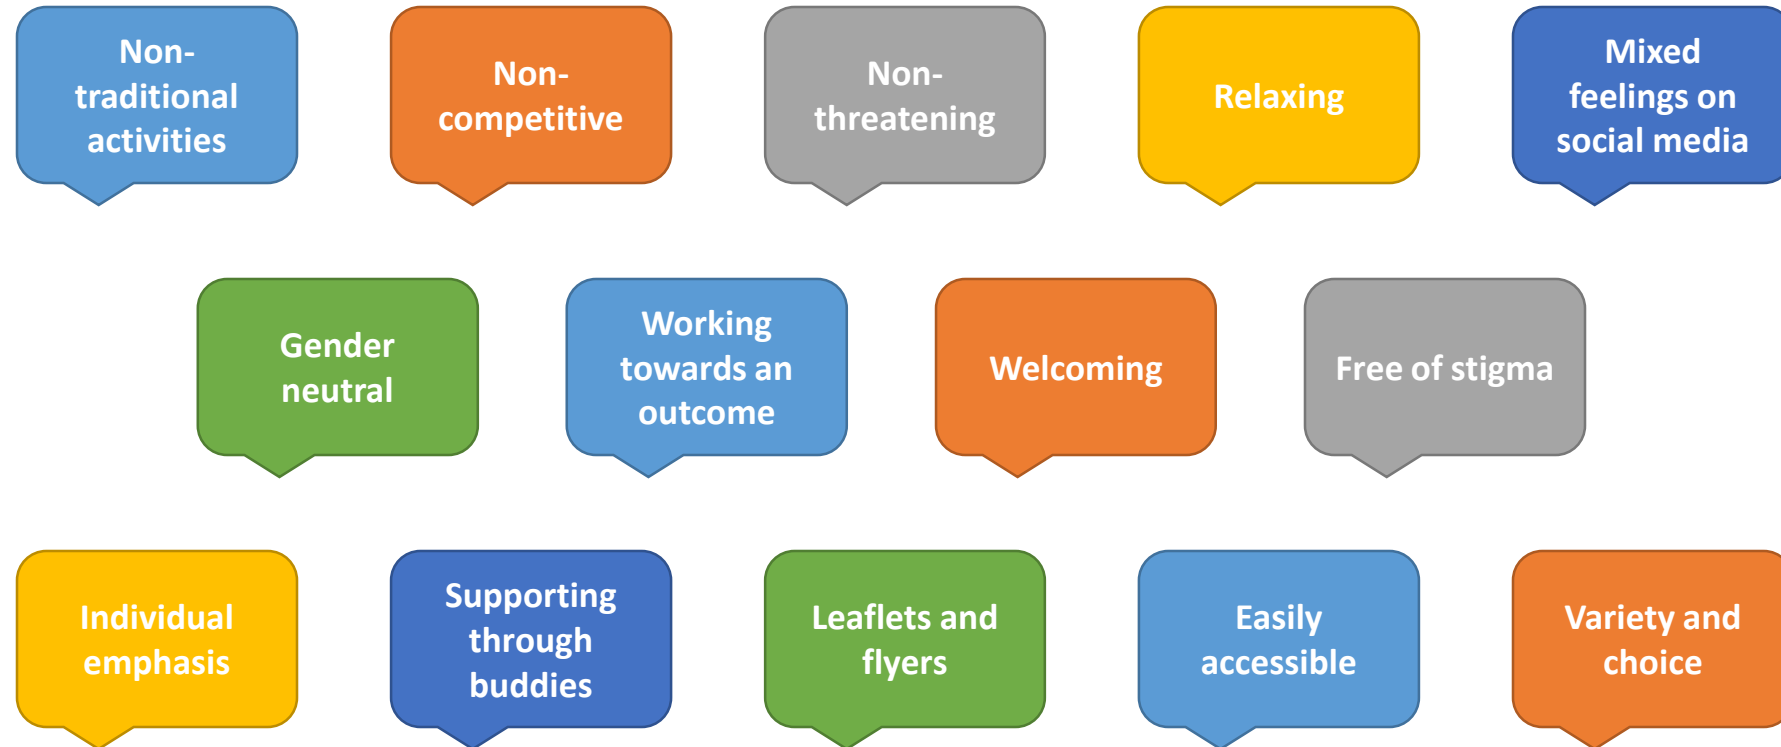 Non-
traditional
activities
Non-
competitive
Non-
threatening
Relaxing
Mixed
feelings on
social media
Gender
neutral
Working
towards an
outcome
Welcoming
Free of stigma
Individual
emphasis
Supporting
through
buddies
Leaflets and
flyers
Easily
accessible
Variety and
choice